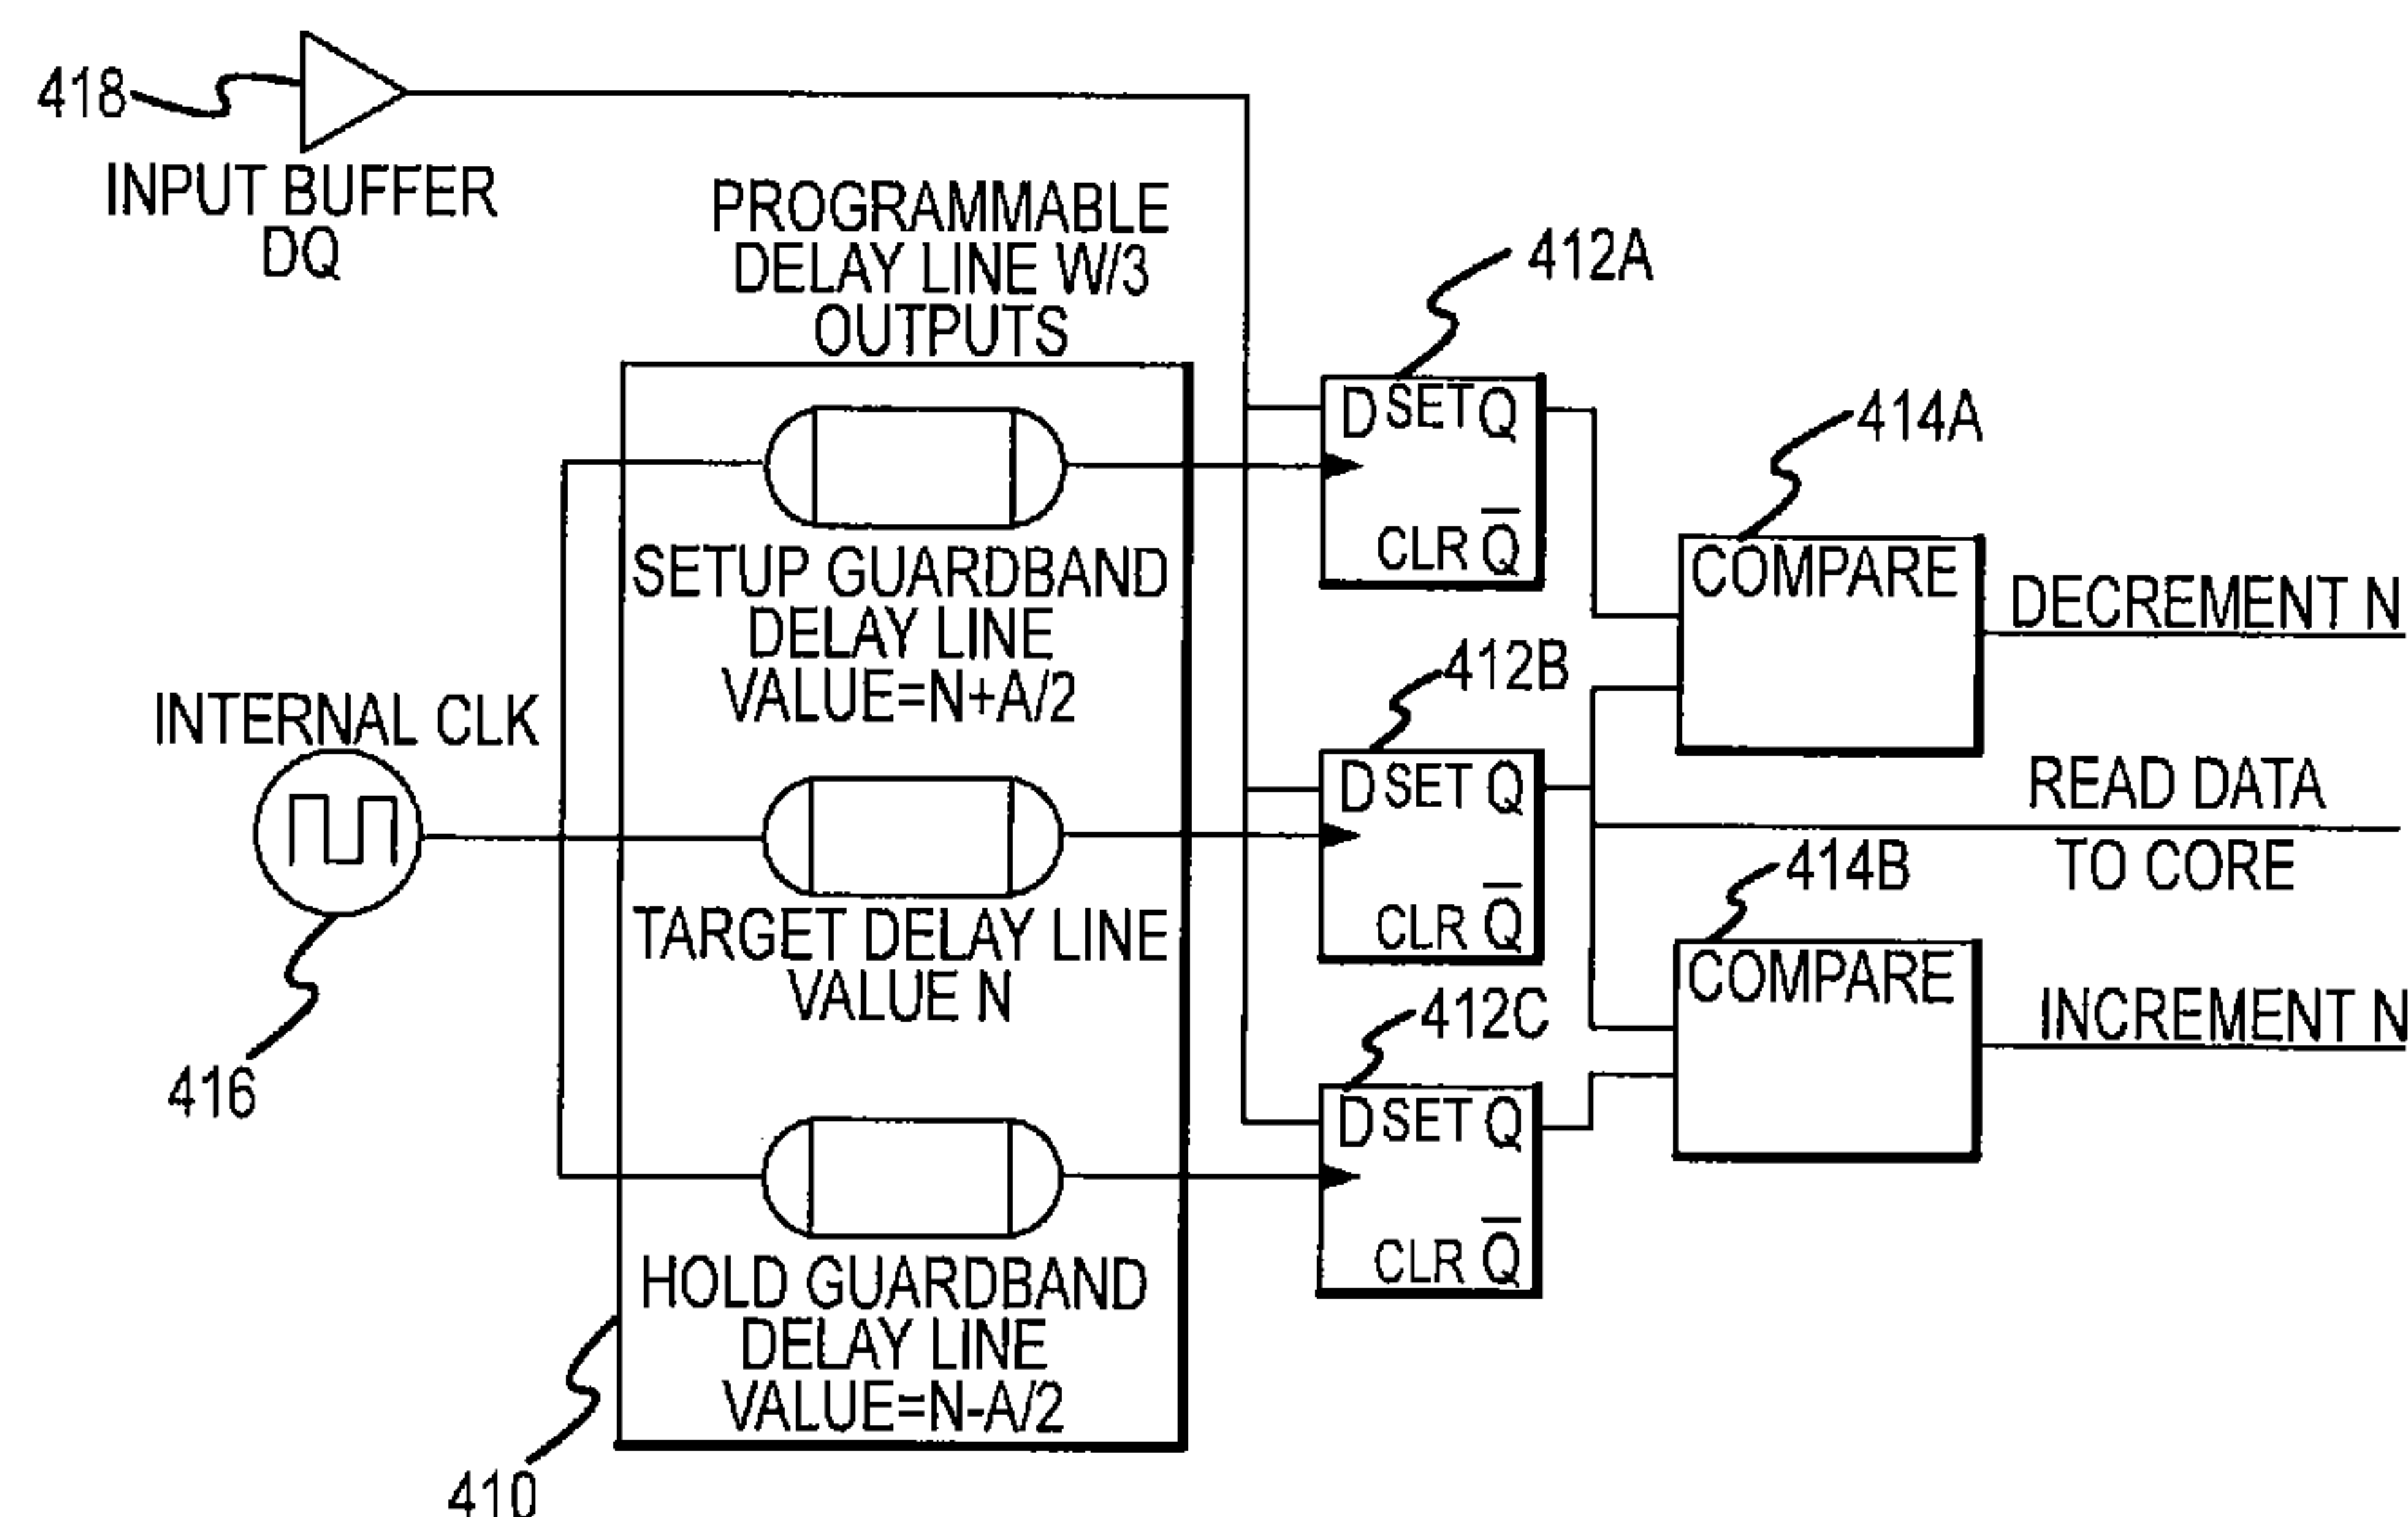 418
INPUT BUFFER
DQ
PROGRAMMABLE
DELAY LINE W/3
OUTPUTS
412A
D SET Q
CLR Q̅
414A
COMPARE
DECREMENT N
SETUP GUARDBAND
DELAY LINE
VALUE=N+A/2
INTERNAL CLK
416
412B
D SET Q
CLR Q̅
READ DATA
TO CORE
TARGET DELAY LINE
VALUE N
414B
COMPARE
INCREMENT N
412C
D SET Q
CLR Q̅
HOLD GUARDBAND
DELAY LINE
VALUE=N-A/2
410